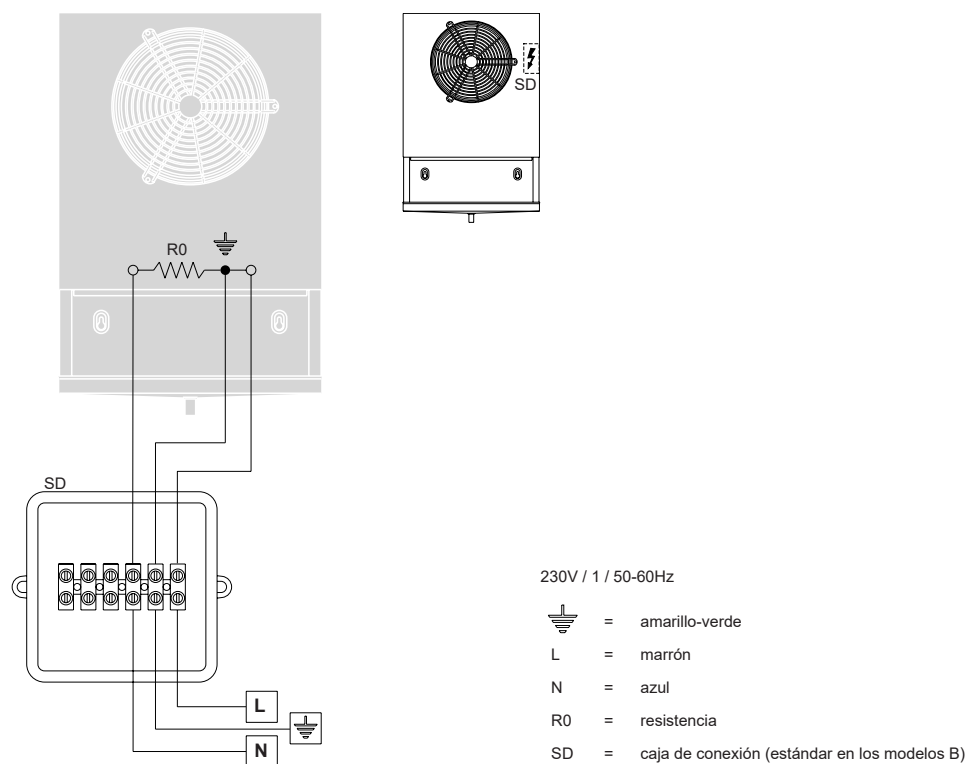 SD
R0
SD
L
N
230V / 1 / 50-60Hz
= amarillo-verde
L = marrón
N = azul
R0 = resistencia
SD = caja de conexión (estándar en los modelos B)